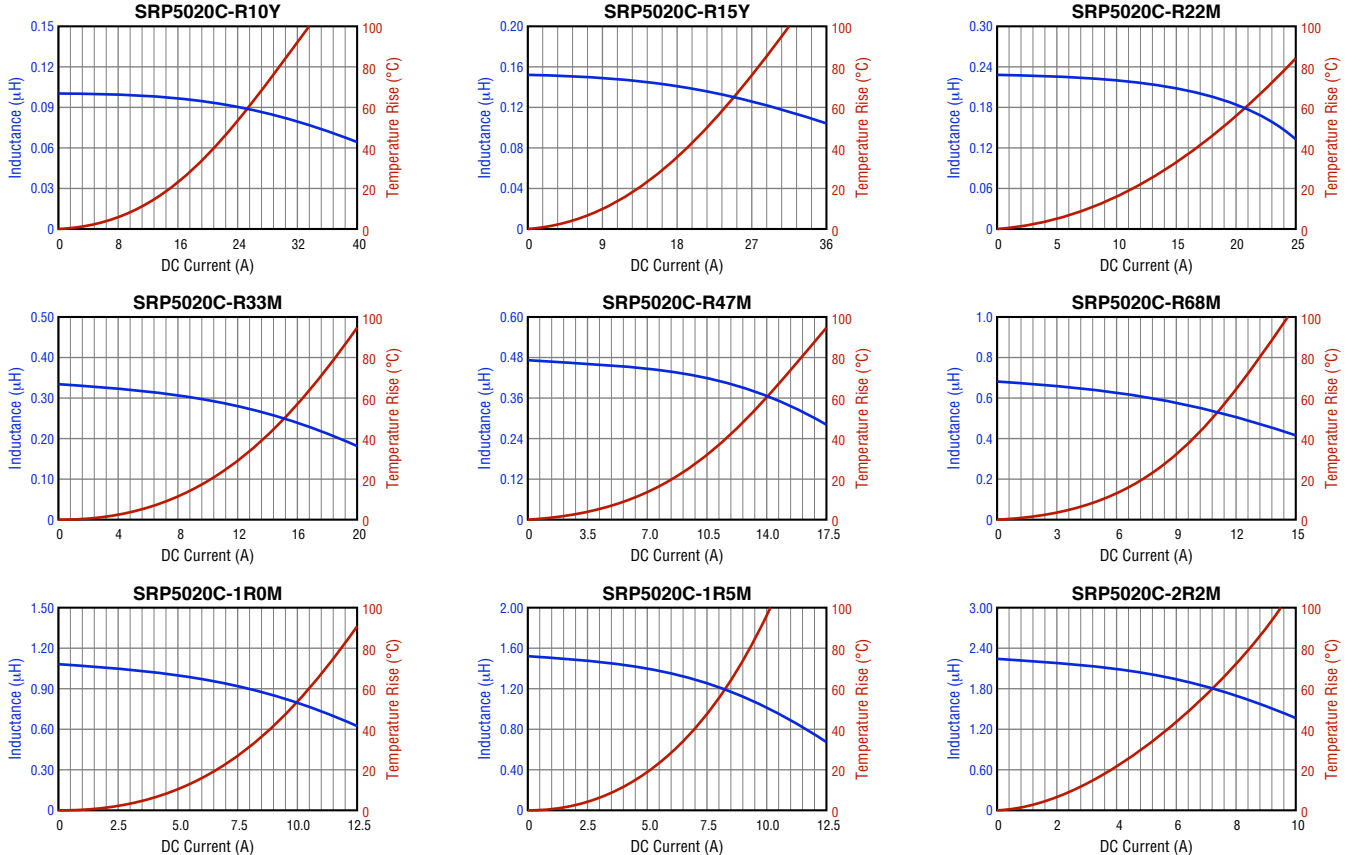 SRP5020C-R10Y
Inductance (µH)
0.15
0.12
0.09
0.06
0.03
0
0 8 16 24 32 40
DC Current (A)
100
80
60
40
20
0
Temperature Rise (°C)
SRP5020C-R15Y
Inductance (µH)
0.20
0.16
0.12
0.08
0.04
0
0 9 18 27 36
DC Current (A)
100
80
60
40
20
0
Temperature Rise (°C)
SRP5020C-R22M
Inductance (µH)
0.30
0.24
0.18
0.12
0.06
0
0 5 10 15 20 25
DC Current (A)
100
80
60
40
20
0
Temperature Rise (°C)
SRP5020C-R33M
Inductance (µH)
0.50
0.40
0.30
0.20
0.10
0
0 4 8 12 16 20
DC Current (A)
100
80
60
40
20
0
Temperature Rise (°C)
SRP5020C-R47M
Inductance (µH)
0.60
0.48
0.36
0.24
0.12
0
0 3.5 7.0 10.5 14.0 17.5
DC Current (A)
100
80
60
40
20
0
Temperature Rise (°C)
SRP5020C-R68M
Inductance (µH)
1.0
0.8
0.6
0.4
0.2
0
0 3 6 9 12 15
DC Current (A)
100
80
60
40
20
0
Temperature Rise (°C)
SRP5020C-1R0M
Inductance (µH)
1.50
1.20
0.90
0.60
0.30
0
0 2.5 5.0 7.5 10.0 12.5
DC Current (A)
100
80
60
40
20
0
Temperature Rise (°C)
SRP5020C-1R5M
Inductance (µH)
2.00
1.60
1.20
0.80
0.40
0
0 2.5 5.0 7.5 10.0 12.5
DC Current (A)
100
80
60
40
20
0
Temperature Rise (°C)
SRP5020C-2R2M
Inductance (µH)
3.00
2.40
1.80
1.20
0.60
0
0 2 4 6 8 10
DC Current (A)
100
80
60
40
20
0
Temperature Rise (°C)